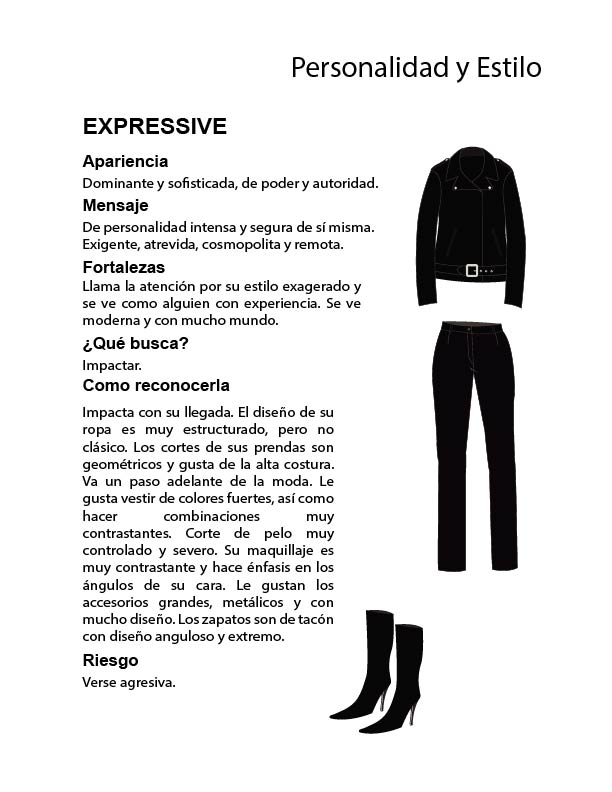 Personalidad y Estilo
EXPRESSIVE
Apariencia
Dominante y sofisticada, de poder y autoridad.
Mensaje
De personalidad intensa y segura de sí misma.
Exigente, atrevida, cosmopolita y remota.
Fortalezas
Llama la atención por su estilo exagerado y
se ve como alguien con experiencia. Se ve
moderna y con mucho mundo.
¿Qué busca?
Impactar.
Como reconocerla
Impacta con su llegada. El diseño de su
ropa es muy estructurado, pero no
clásico. Los cortes de sus prendas son
geométricos y gusta de la alta costura.
Va un paso adelante de la moda. Le
gusta vestir de colores fuertes, así como
hacer combinaciones muy
contrastantes. Corte de pelo muy
controlado y severo. Su maquillaje es
muy contrastante y hace énfasis en los
ángulos de su cara. Le gustan los
accesorios grandes, metálicos y con
mucho diseño. Los zapatos son de tacón
con diseño anguloso y extremo.
Riesgo
Verse agresiva.